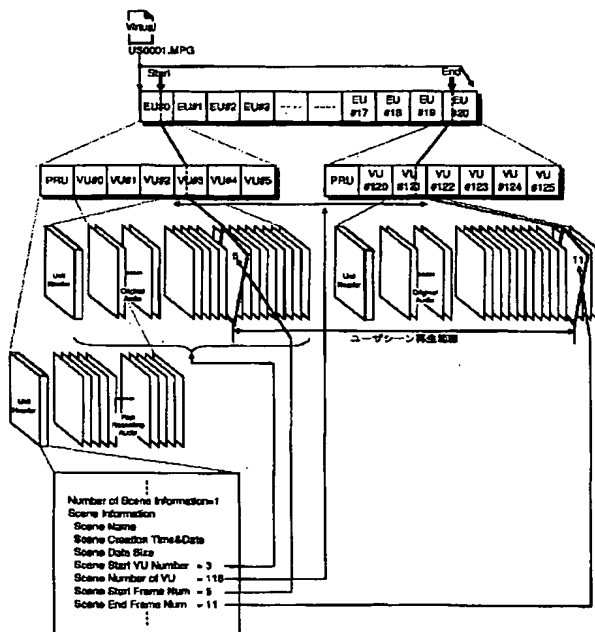 Virtual
US0001.MPG
Start
End
EU#0 EU#1 EU#2 EU#3 ----- ----- EU #17 EU #18 EU #19 EU #20
PRU VU#0 VU#1 VU#2 VU#3 VU#4 VU#5
PRU VU #120 VU #121 VU #122 VU #123 VU #124 VU #125
Unit Header
Original Audio
5
Unit Header
Original Audio
11
ユーザシーン再生範囲
Unit Header
Post Recording Audio
Number of Scene Information=1
Scene Information
Scene Name
Scene Creation Time&Date
Scene Data Size
Scene Start VU Number = 3
Scene Number of VU = 118
Scene Start Frame Num = 5
Scene End Frame Num = 11